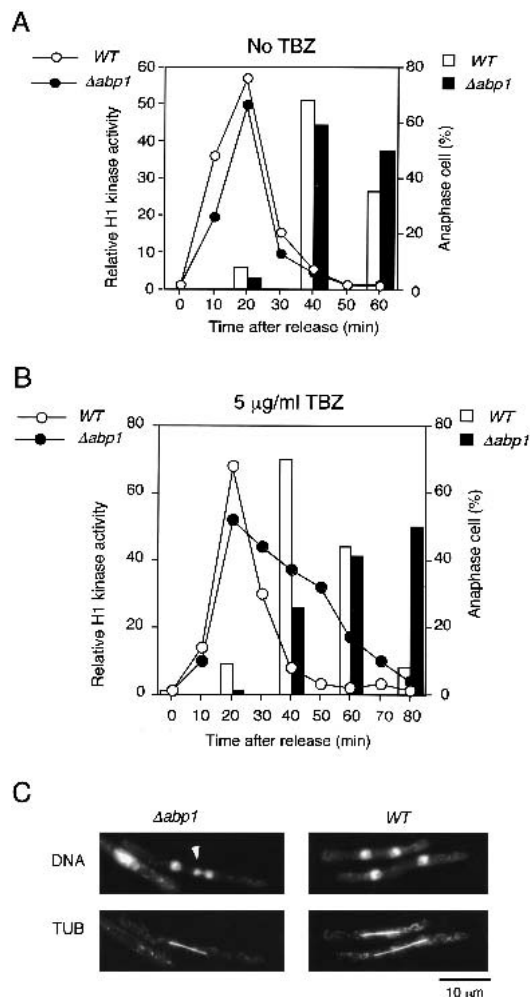 A
No TBZ
WT
Δabp1
WT
Δabp1
Relative H1 kinase activity
60
50
40
30
20
10
0
80
60
40
20
0
Anaphase cell (%)
0 10 20 30 40 50 60
Time after release (min)
B
5 μg/ml TBZ
WT
Δabp1
WT
Δabp1
Relative H1 kinase activity
80
60
40
20
0
80
60
40
20
0
Anaphase cell (%)
0 10 20 30 40 50 60 70 80
Time after release (min)
C
Δabp1
WT
DNA
TUB
10 μm